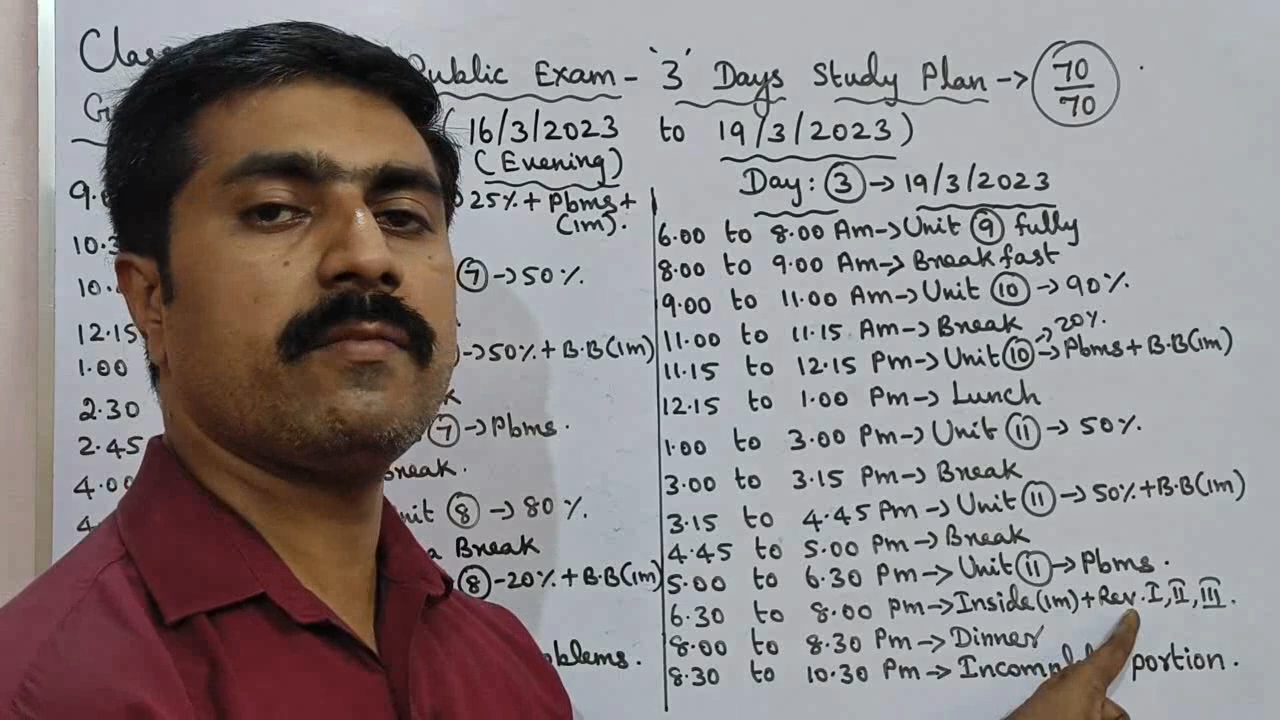 Class Public Exam - '3' Days Study Plan -> 70/70
( 16/3/2023 to 19/3/2023 )
(Evening)
25% + Pbms + (1m).
10.3
⑦ -> 50%
10.
12.15
-> 50% + B.B(1m)
1.00
2.30
2.45 ⑦ -> Pbms.
4.00 Break.
Unit ⑧ -> 80%.
Break
⑧ - 20% + B.B(1m)
Day: ③ -> 19/3/2023
6.00 to 8.00 Am -> Unit ⑨ fully
8.00 to 9.00 Am -> Break fast
9.00 to 11.00 Am -> Unit ⑩ -> 90%.
11.00 to 11.15 Am -> Break
11.15 to 12.15 Pm -> Unit ⑩ -> 20%. -> Pbms + B.B(1m)
12.15 to 1.00 Pm -> Lunch
1.00 to 3.00 Pm -> Unit ⑪ -> 50%.
3.00 to 3.15 Pm -> Break
3.15 to 4.45 Pm -> Unit ⑪ -> 50% + B.B(1m)
4.45 to 5.00 Pm -> Break
5.00 to 6.30 Pm -> Unit ⑪ -> Pbms.
6.30 to 8.00 Pm -> Inside(1m) + Rev. I, II, III.
8.00 to 8.30 Pm -> Dinner
8.30 to 10.30 Pm -> portion.